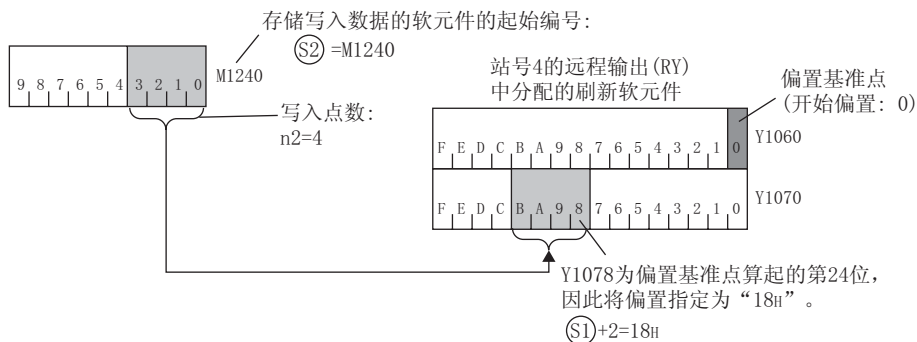 存储写入数据的软元件的起始编号:
S2 =M1240
9 8 7 6 5 4 3 2 1 0 M1240
写入点数:
n2=4
站号4的远程输出(RY)
中分配的刷新软元件
偏置基准点
(开始偏置: 0)
F E D C B A 9 8 7 6 5 4 3 2 1 0 Y1060
F E D C B A 9 8 7 6 5 4 3 2 1 0 Y1070
Y1078为偏置基准点算起的第24位，
因此将偏置指定为“18H”。
S1+2=18H